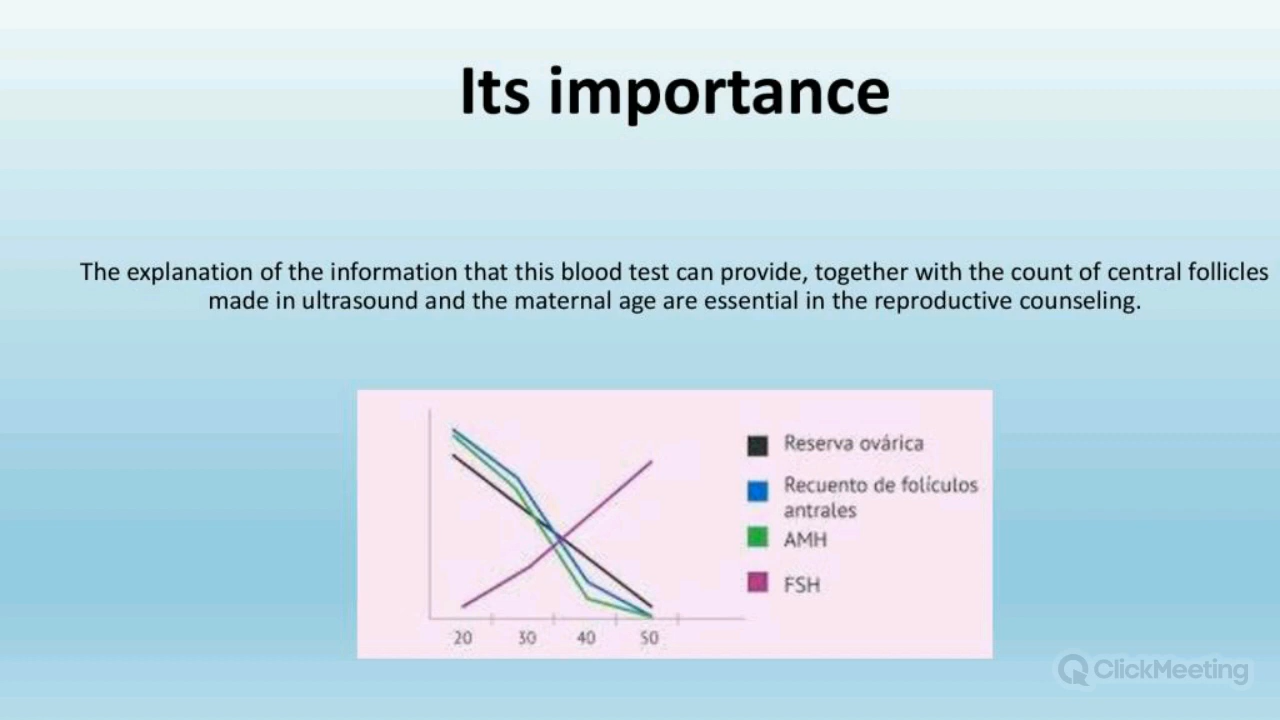 Its importance
The explanation of the information that this blood test can provide, together with the count of central follicles
made in ultrasound and the maternal age are essential in the reproductive counseling.
Reserva ovárica
Recuento de folículos
antrales
AMH
FSH
20 30 40 50
ClickMeeting